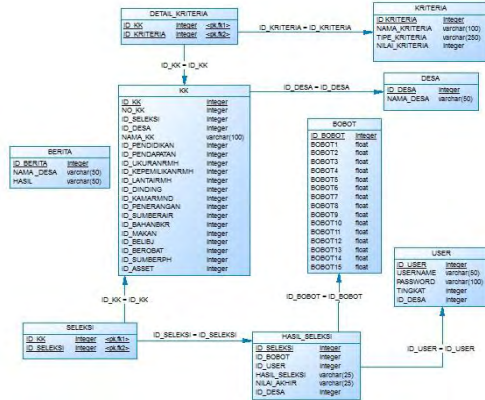 DETAIL_KRITERIA
ID_KK integer <pk,fk1>
ID_KRITERIA integer <pk,fk2>
ID_KRITERIA = ID_KRITERIA
KRITERIA
ID_KRITERIA integer
NAMA_KRITERIA varchar(100)
TIPE_KRITERIA varchar(250)
NILAI_KRITERIA integer
ID_KK = ID_KK
KK
ID_KK integer
NO_KK integer
ID_SELEKSI integer
ID_DESA integer
NAMA_KK varchar(100)
ID_PENDIDIKAN integer
ID_PENDAPATAN integer
ID_UKURANRMH integer
ID_KEPEMILIKANRMH integer
ID_LANTAIRMH integer
ID_DINDING integer
ID_KAMARMND integer
ID_PENERANGAN integer
ID_SUMBERAIR integer
ID_BAHANBKR integer
ID_MAKAN integer
ID_BELIBJ integer
ID_BEROBAT integer
ID_SUMBERPH integer
ID_ASSET integer
ID_DESA = ID_DESA
DESA
ID_DESA integer
NAMA_DESA varchar(50)
BERITA
ID_BERITA integer
NAMA_DESA varchar(50)
HASIL varchar(50)
BOBOT
ID_BOBOT integer
BOBOT1 float
BOBOT2 float
BOBOT3 float
BOBOT4 float
BOBOT5 float
BOBOT6 float
BOBOT7 float
BOBOT8 float
BOBOT9 float
BOBOT10 float
BOBOT11 float
BOBOT12 float
BOBOT13 float
BOBOT14 float
BOBOT15 float
USER
ID_USER integer
USERNAME varchar(50)
PASSWORD varchar(100)
TINGKAT integer
ID_DESA integer
ID_KK = ID_KK
ID_BOBOT = ID_BOBOT
SELEKSI
ID_KK integer <pk,fk1>
ID_SELEKSI integer <pk,fk2>
ID_SELEKSI = ID_SELEKSI
HASIL_SELEKSI
ID_SELEKSI integer
ID_BOBOT integer
ID_USER integer
HASIL_SELEKSI varchar(25)
NILAI_AKHIR varchar(25)
ID_DESA integer
ID_USER = ID_USER